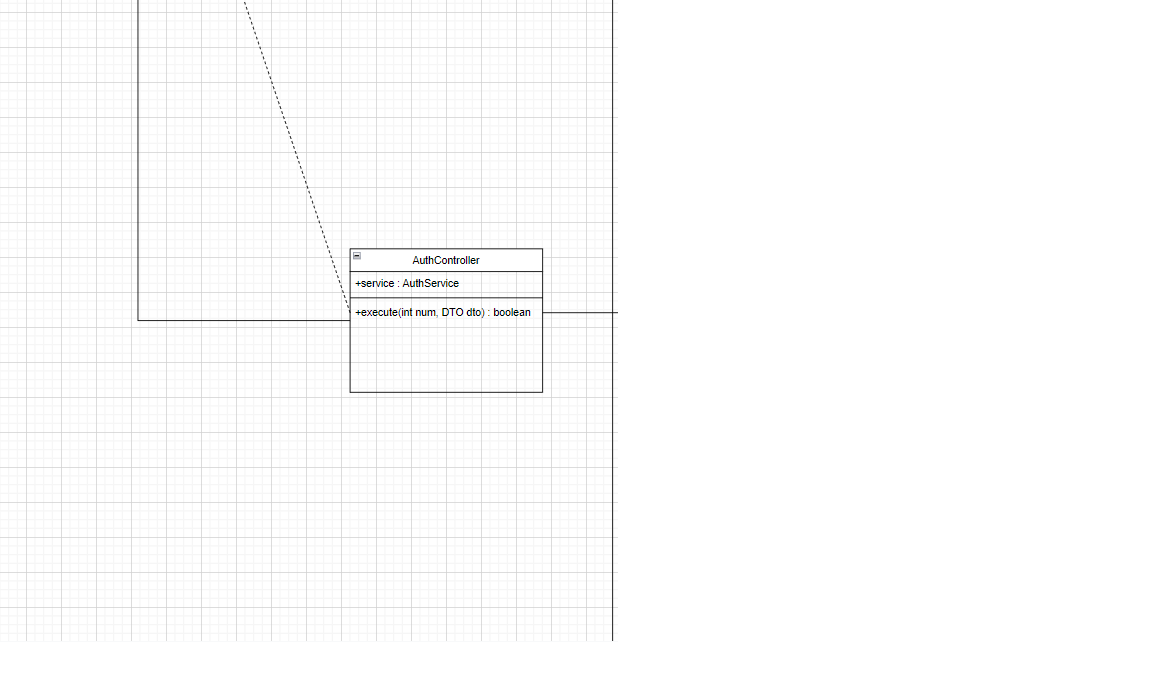 AuthController
+service : AuthService
+execute(int num, DTO dto) : boolean